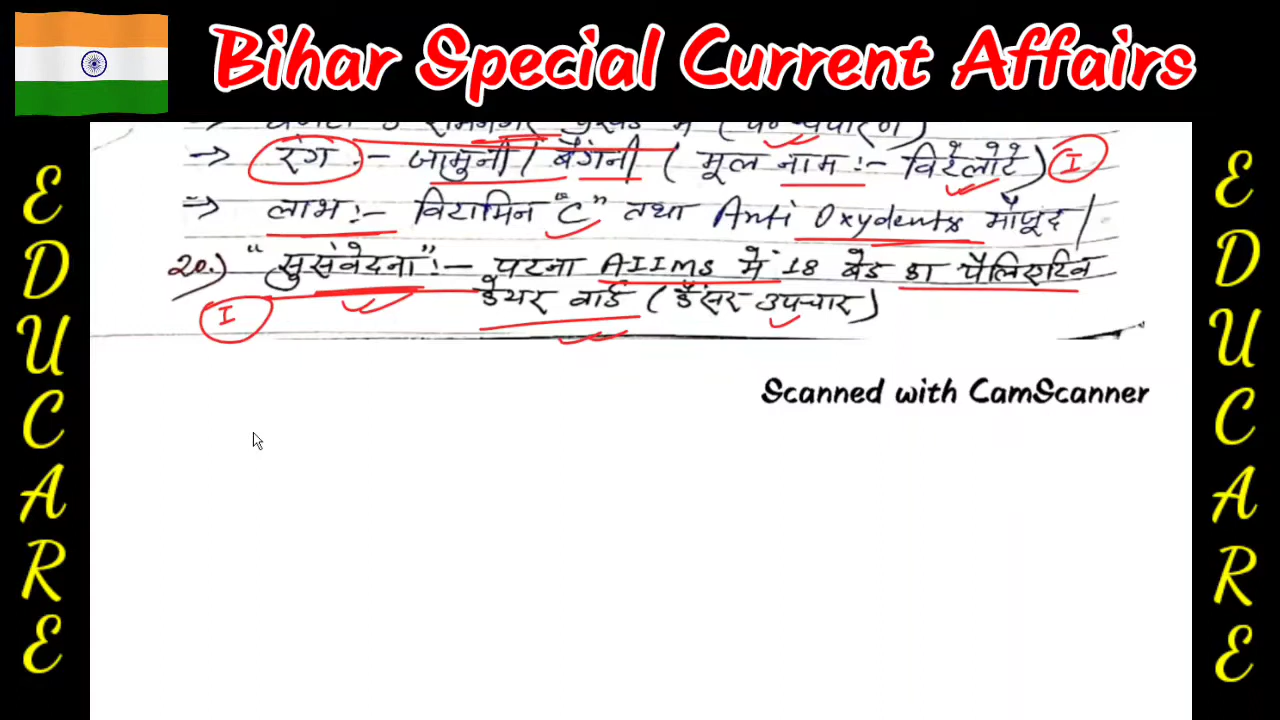 Bihar Special Current Affairs
EDUCARE
EDUCARE
→ रंग :- जामुनी / बैंगनी ( मूल नाम :- ) I
⇒ लाभ :- विटामिन "C" तथा Anti Oxydents मौजूद |
20.) "सुसंवेदना" :- पटना AIIMS में 18 बेड का पैलिएटिव
I केयर वार्ड (कैंसर उपचार)
Scanned with CamScanner